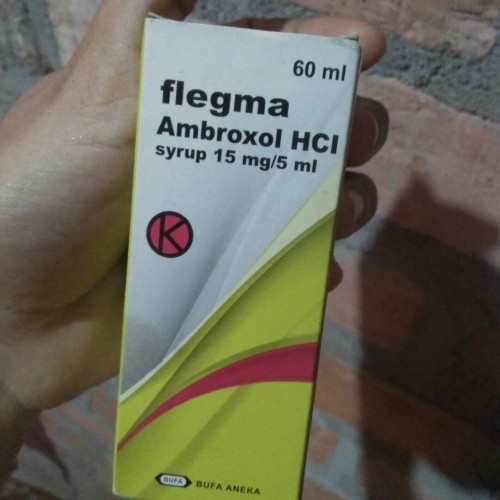 60 ml
flegma
Ambroxol HCl
syrup 15 mg/5 ml
K
BUFA
BUFA ANEKA